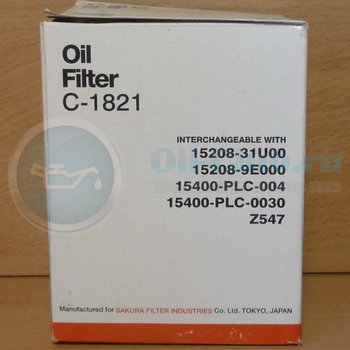 Oil
Filter
C-1821
INTERCHANGEABLE WITH
15208-31U00
15208-9E000
15400-PLC-004
15400-PLC-0030
Z547
Manufactured for SAKURA FILTER INDUSTRIES Co. Ltd. TOKYO, JAPAN